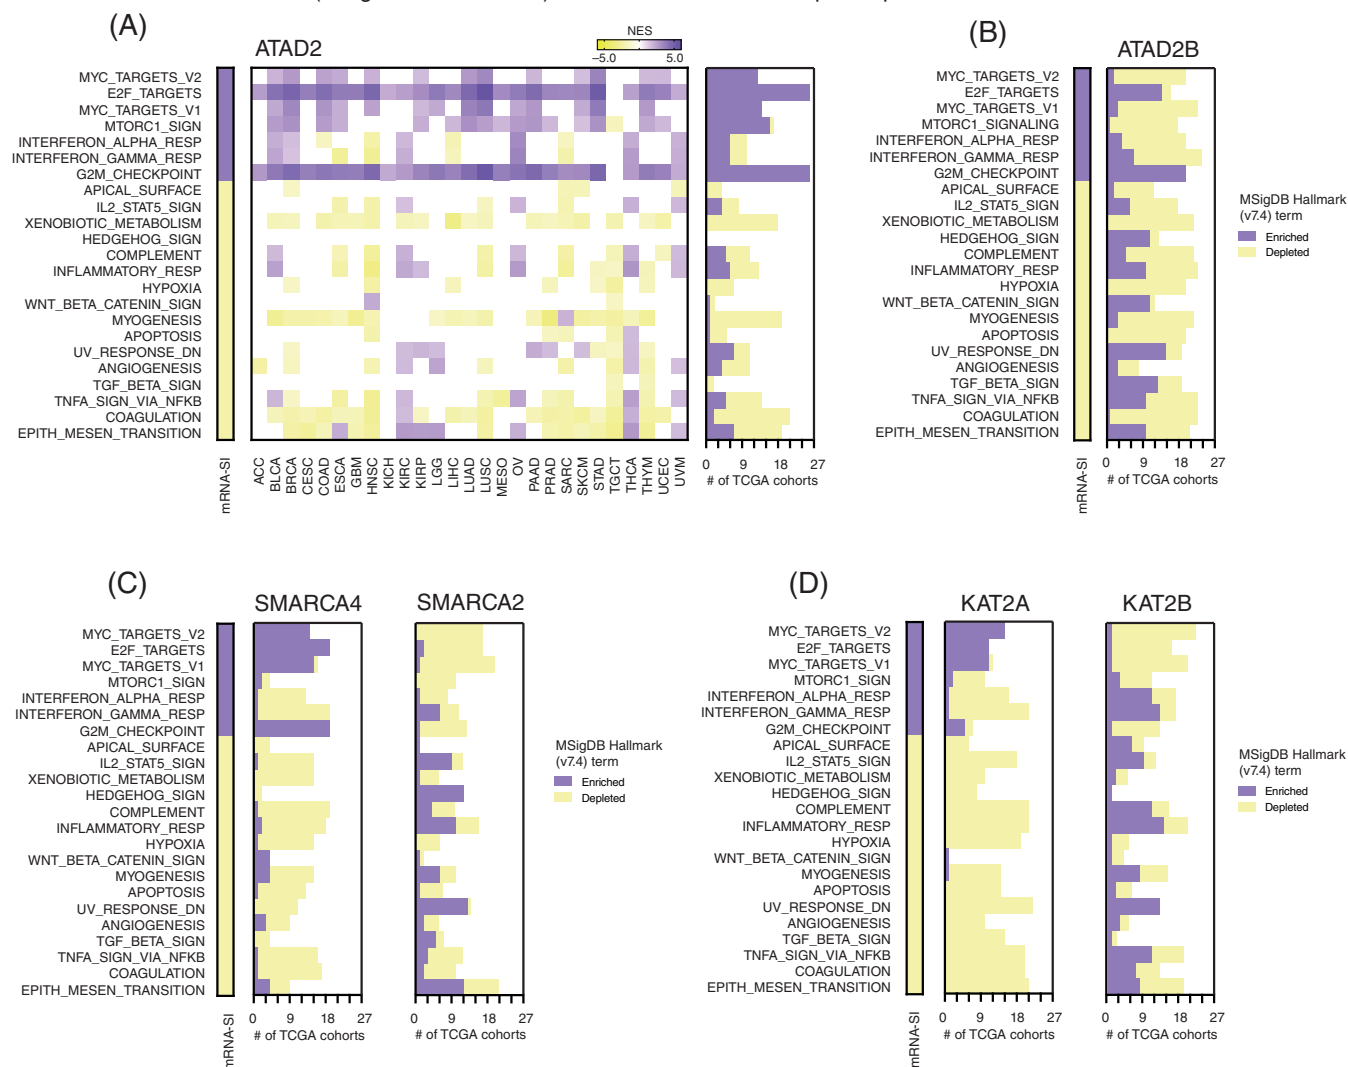 (A)
ATAD2
NES
−5.0 5.0
MYC_TARGETS_V2
E2F_TARGETS
MYC_TARGETS_V1
MTORC1_SIGN
INTERFERON_ALPHA_RESP
INTERFERON_GAMMA_RESP
G2M_CHECKPOINT
APICAL_SURFACE
IL2_STAT5_SIGN
XENOBIOTIC_METABOLISM
HEDGEHOG_SIGN
COMPLEMENT
INFLAMMATORY_RESP
HYPOXIA
WNT_BETA_CATENIN_SIGN
MYOGENESIS
APOPTOSIS
UV_RESPONSE_DN
ANGIOGENESIS
TGF_BETA_SIGN
TNFA_SIGN_VIA_NFKB
COAGULATION
EPITH_MESEN_TRANSITION
mRNA-SI
ACC
BLCA
BRCA
CESC
COAD
ESCA
GBM
HNSC
KICH
KIRC
KIRP
LGG
LIHC
LUAD
LUSC
MESO
OV
PAAD
PRAD
SARC
SKCM
STAD
TGCT
THCA
THYM
UCEC
UVM
0 9 18 27
# of TCGA cohorts
(B)
ATAD2B
MYC_TARGETS_V2
E2F_TARGETS
MYC_TARGETS_V1
MTORC1_SIGNALING
INTERFERON_ALPHA_RESP
INTERFERON_GAMMA_RESP
G2M_CHECKPOINT
APICAL_SURFACE
IL2_STAT5_SIGN
XENOBIOTIC_METABOLISM
HEDGEHOG_SIGN
COMPLEMENT
INFLAMMATORY_RESP
HYPOXIA
WNT_BETA_CATENIN_SIGN
MYOGENESIS
APOPTOSIS
UV_RESPONSE_DN
ANGIOGENESIS
TGF_BETA_SIGN
TNFA_SIGN_VIA_NFKB
COAGULATION
EPITH_MESEN_TRANSITION
mRNA-SI
0 9 18 27
# of TCGA cohorts
MSigDB Hallmark
(v7.4) term
Enriched
Depleted
(C)
SMARCA4 SMARCA2
MYC_TARGETS_V2
E2F_TARGETS
MYC_TARGETS_V1
MTORC1_SIGN
INTERFERON_ALPHA_RESP
INTERFERON_GAMMA_RESP
G2M_CHECKPOINT
APICAL_SURFACE
IL2_STAT5_SIGN
XENOBIOTIC_METABOLISM
HEDGEHOG_SIGN
COMPLEMENT
INFLAMMATORY_RESP
HYPOXIA
WNT_BETA_CATENIN_SIGN
MYOGENESIS
APOPTOSIS
UV_RESPONSE_DN
ANGIOGENESIS
TGF_BETA_SIGN
TNFA_SIGN_VIA_NFKB
COAGULATION
EPITH_MESEN_TRANSITION
mRNA-SI
0 9 18 27 0 9 18 27
# of TCGA cohorts # of TCGA cohorts
MSigDB Hallmark
(v7.4) term
Enriched
Depleted
(D)
KAT2A KAT2B
MYC_TARGETS_V2
E2F_TARGETS
MYC_TARGETS_V1
MTORC1_SIGN
INTERFERON_ALPHA_RESP
INTERFERON_GAMMA_RESP
G2M_CHECKPOINT
APICAL_SURFACE
IL2_STAT5_SIGN
XENOBIOTIC_METABOLISM
HEDGEHOG_SIGN
COMPLEMENT
INFLAMMATORY_RESP
HYPOXIA
WNT_BETA_CATENIN_SIGN
MYOGENESIS
APOPTOSIS
UV_RESPONSE_DN
ANGIOGENESIS
TGF_BETA_SIGN
TNFA_SIGN_VIA_NFKB
COAGULATION
EPITH_MESEN_TRANSITION
mRNA-SI
0 9 18 27 0 9 18 27
# of TCGA cohorts # of TCGA cohorts
MSigDB Hallmark
(v7.4) term
Enriched
Depleted